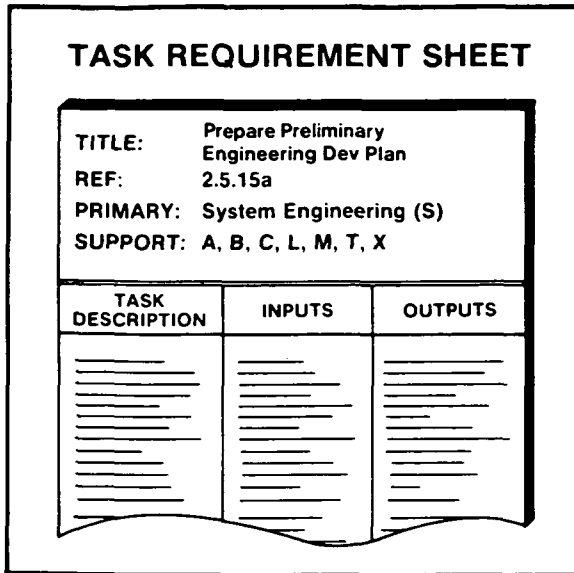 TASK REQUIREMENT SHEET
TITLE: Prepare Preliminary
Engineering Dev Plan
REF: 2.5.15a
PRIMARY: System Engineering (S)
SUPPORT: A, B, C, L, M, T, X
TASK
DESCRIPTION
INPUTS
OUTPUTS